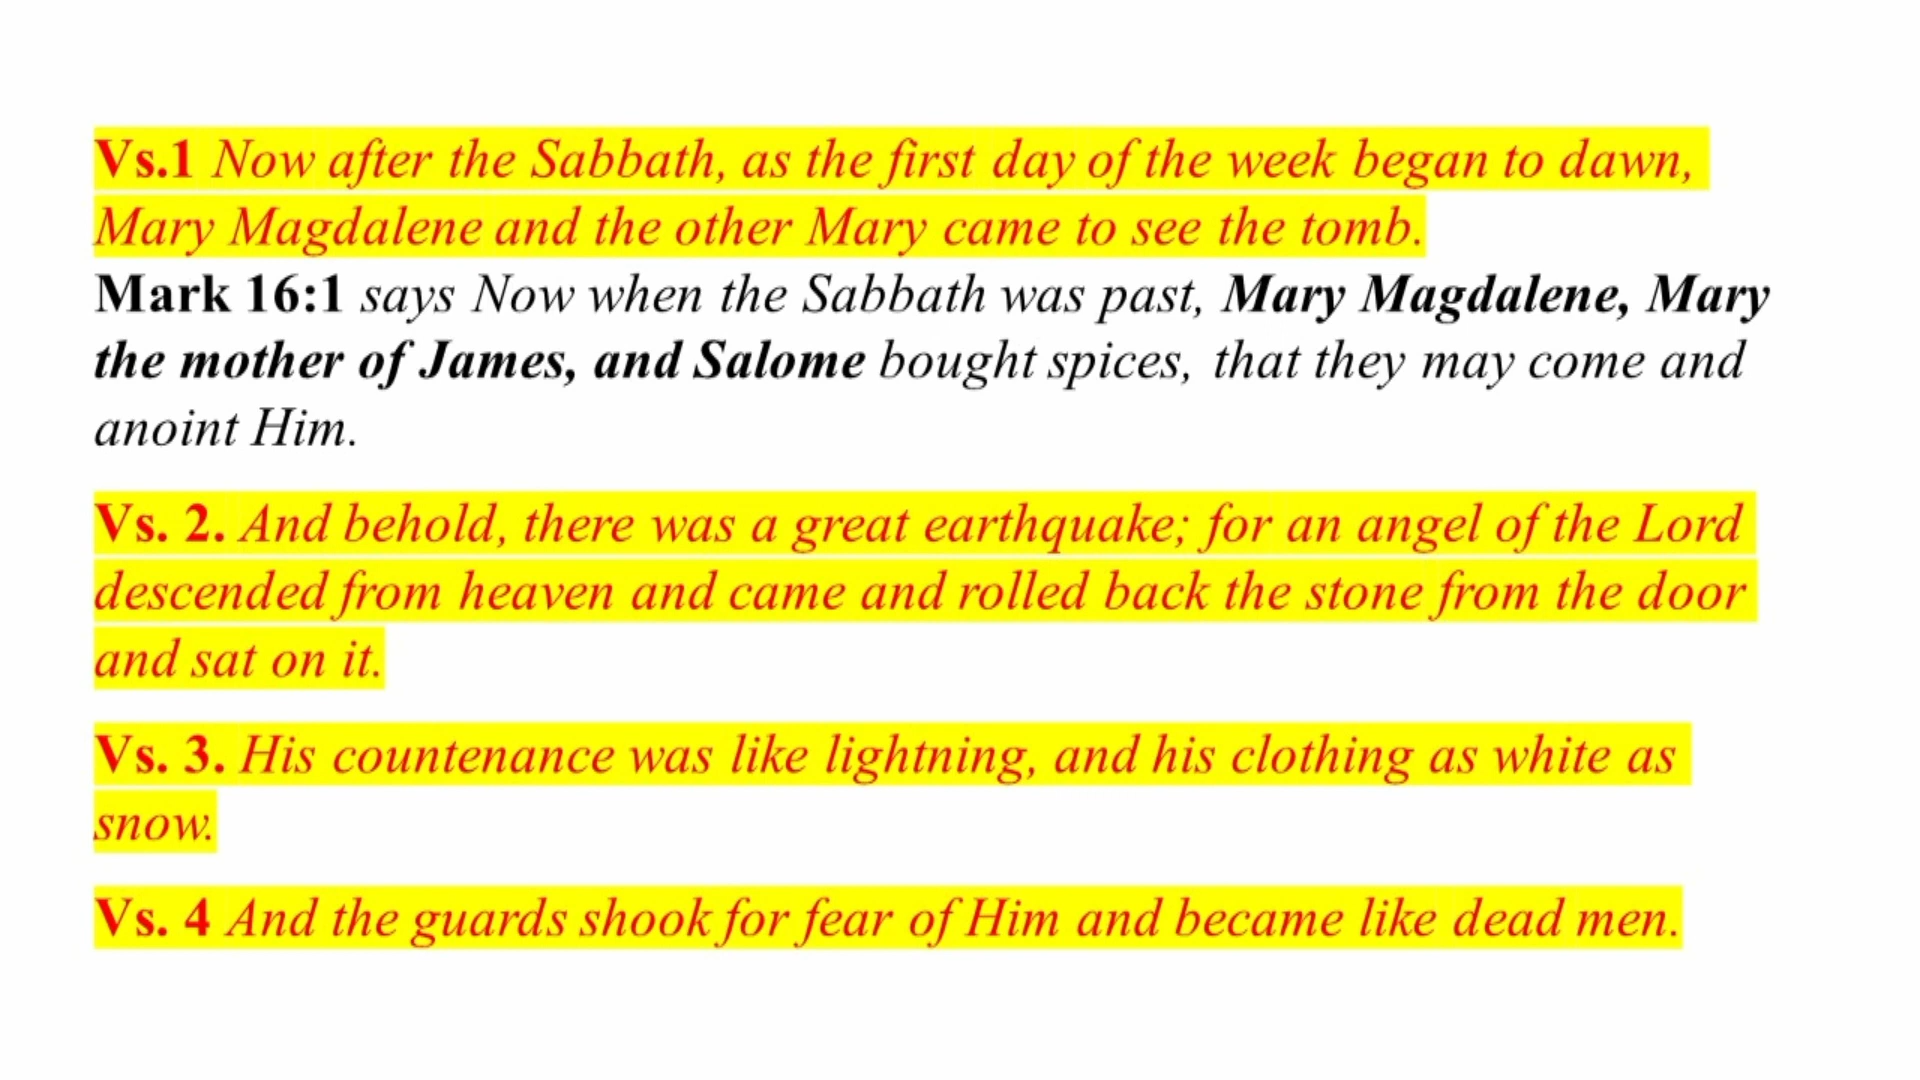 Vs.1 Now after the Sabbath, as the first day of the week began to dawn,
Mary Magdalene and the other Mary came to see the tomb.
Mark 16:1 says Now when the Sabbath was past, Mary Magdalene, Mary
the mother of James, and Salome bought spices, that they may come and
anoint Him.
Vs. 2. And behold, there was a great earthquake; for an angel of the Lord
descended from heaven and came and rolled back the stone from the door
and sat on it.
Vs. 3. His countenance was like lightning, and his clothing as white as
snow.
Vs. 4 And the guards shook for fear of Him and became like dead men.